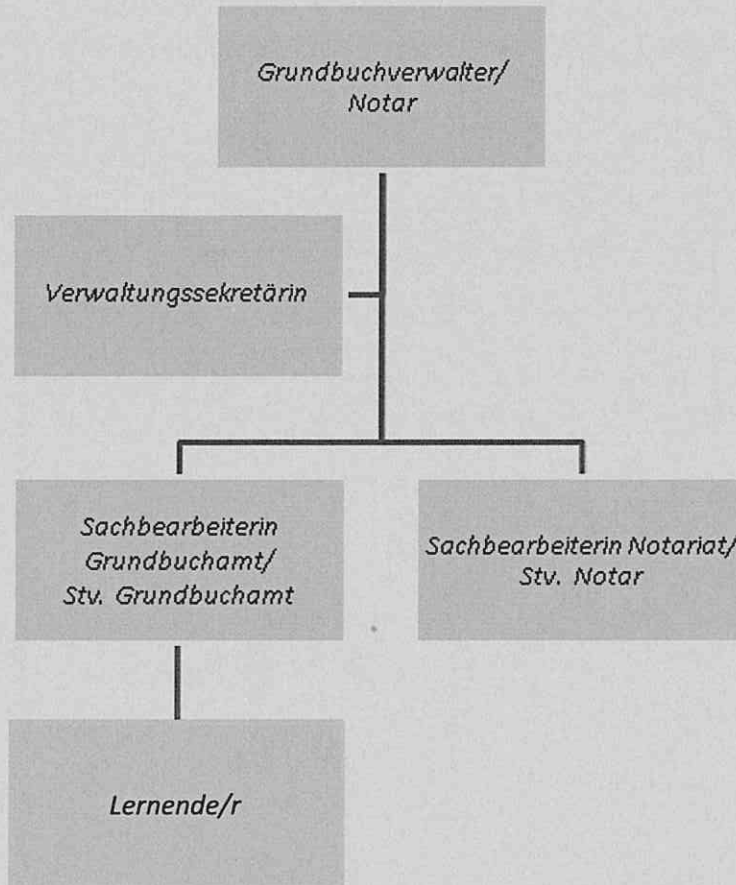 Grundbuchverwalter/
Notar
Verwaltungssekretärin
Sachbearbeiterin
Grundbuchamt/
Stv. Grundbuchamt
Sachbearbeiterin Notariat/
Stv. Notar
Lernende/r